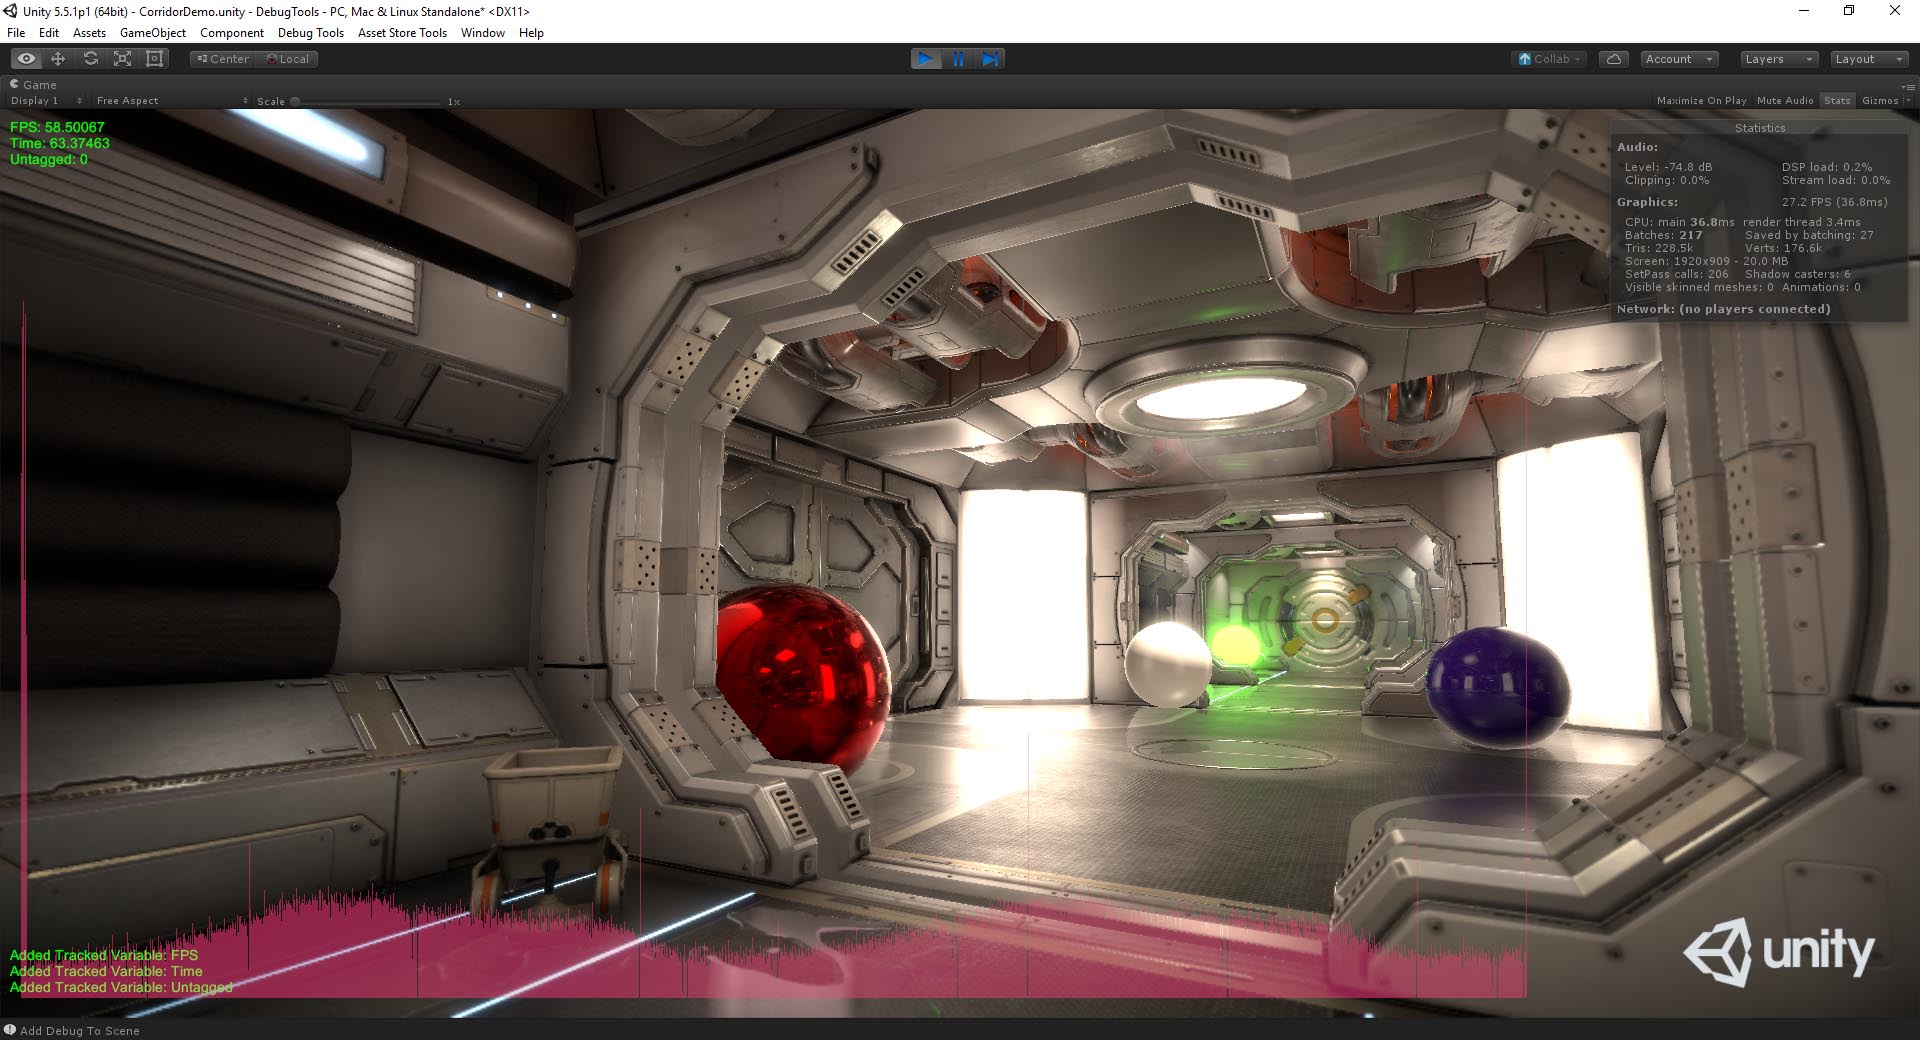 Unity 5.5.1p1 (64bit) - CorridorDemo.unity - DebugTools - PC, Mac & Linux Standalone* <DX11>
File Edit Assets GameObject Component Debug Tools Asset Store Tools Window Help
Center Local Collab Account Layers Layout
Game
Display 1 Free Aspect Scale 1x Maximize On Play Mute Audio Stats Gizmos
FPS: 58.50067
Time: 63.37463
Untagged: 0
Statistics
Audio:
Level: -74.8 dB DSP load: 0.2%
Clipping: 0.0% Stream load: 0.0%
Graphics: 27.2 FPS (36.8ms)
CPU: main 36.8ms render thread 3.4ms
Batches: 217 Saved by batching: 27
Tris: 228.5k Verts: 176.6k
Screen: 1920x909 - 20.0 MB
SetPass calls: 206 Shadow casters: 6
Visible skinned meshes: 0 Animations: 0
Network: (no players connected)
Added Tracked Variable: FPS
Added Tracked Variable: Time
Added Tracked Variable: Untagged
unity
Add Debug To Scene